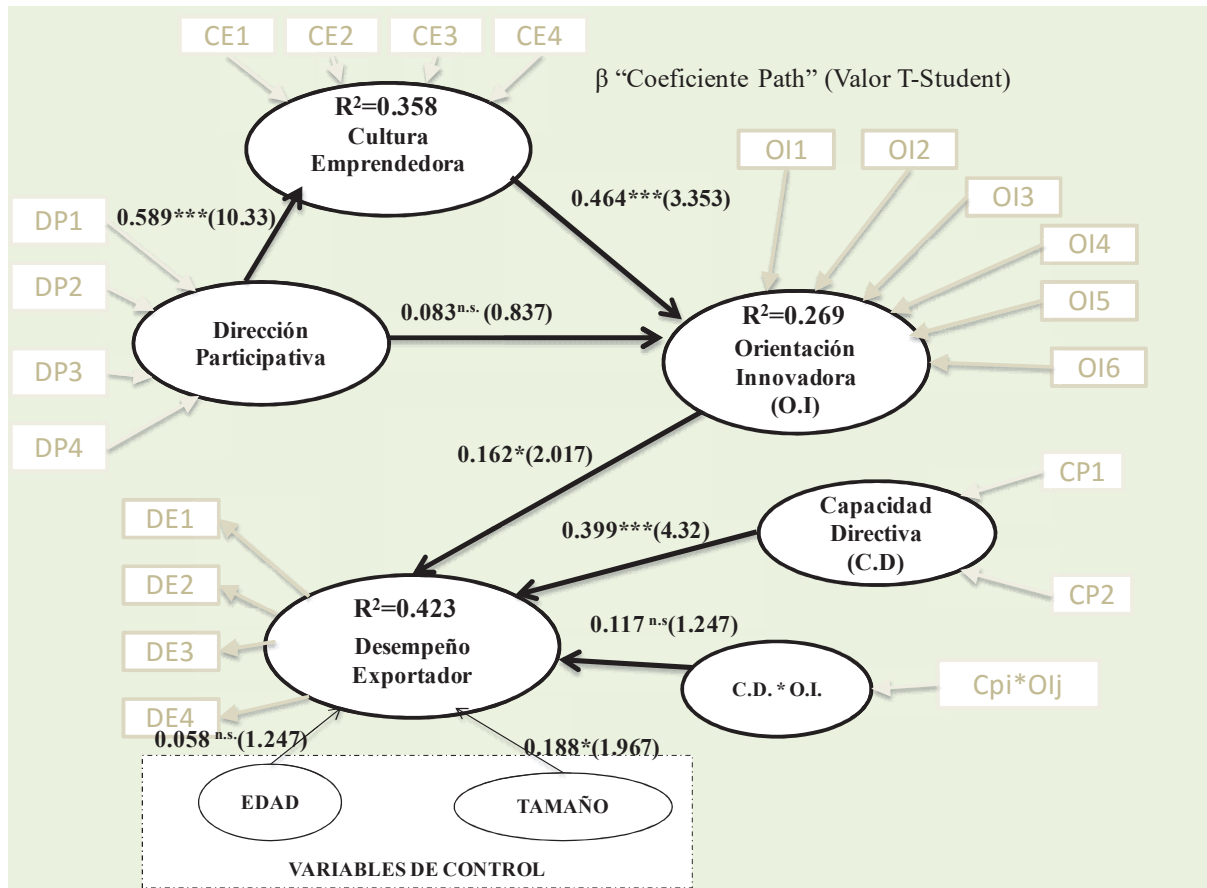 CE1
CE2
CE3
CE4
β “Coeficiente Path” (Valor T-Student)
R²=0.358
Cultura
Emprendedora
OI1
OI2
OI3
OI4
OI5
OI6
0.589***(10.33)
0.464***(3.353)
DP1
DP2
DP3
DP4
Dirección
Participativa
0.083n.s. (0.837)
R²=0.269
Orientación
Innovadora
(O.I)
0.162*(2.017)
CP1
CP2
Capacidad
Directiva
(C.D)
0.399***(4.32)
DE1
DE2
DE3
DE4
R²=0.423
Desempeño
Exportador
0.117 n.s(1.247)
C.D. * O.I.
Cpi*OIj
0.058 n.s.(1.247)
0.188*(1.967)
EDAD
TAMAÑO
VARIABLES DE CONTROL